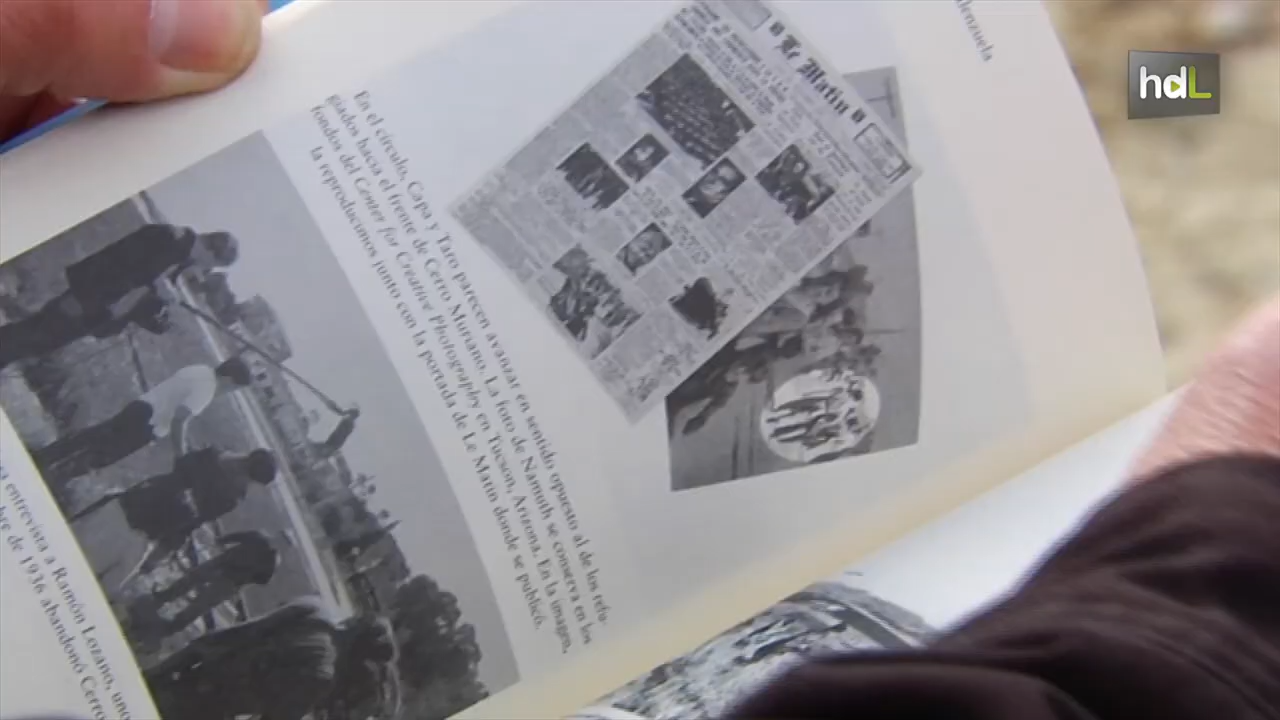 hdL
lenzuela
Le Matin
En el círculo, Capa y Taro parecen avanzar en sentido opuesto al de los refu-
giados hacia el frente de Cerro Muriano. La foto de Namuth se conserva en los
fondos del Center for Creative Photography en Tucson, Arizona. En la imagen,
la reproducimos junto con la portada de Le Matin donde se publicó.
entrevista a Ramón Lozano, uno
bre de 1936 abandonó Cerro